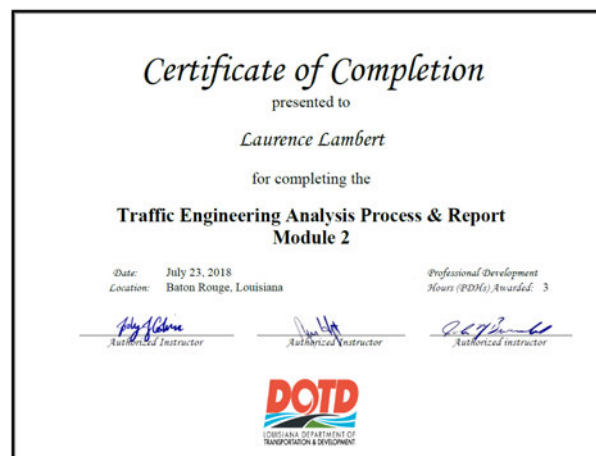 Certificate of Completion
presented to
Laurence Lambert
for completing the
Traffic Engineering Analysis Process & Report
Module 2
Date: July 23, 2018
Location: Baton Rouge, Louisiana
Professional Development
Hours (PDHs) Awarded: 3
Authorized Instructor
Authorized Instructor
Authorized instructor
DOTD
LOUISIANA DEPARTMENT OF
TRANSPORTATION & DEVELOPMENT